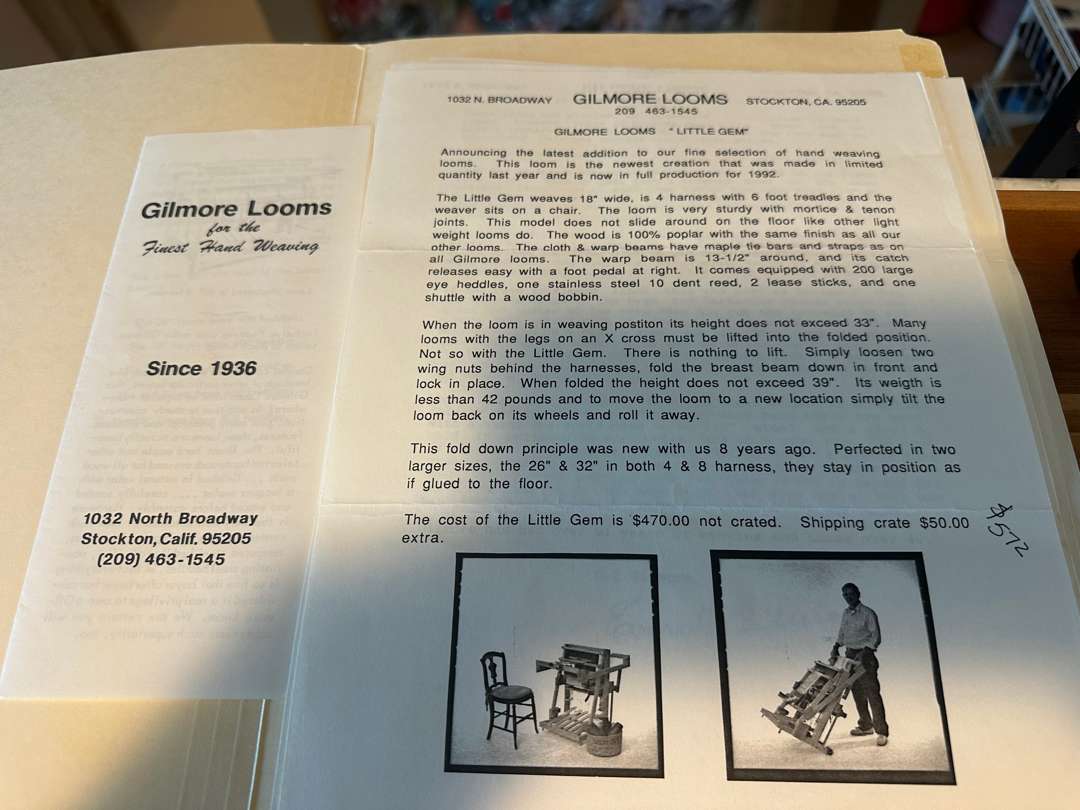 Gilmore Looms
for the
Finest Hand Weaving
Since 1936
1032 North Broadway
Stockton, Calif. 95205
(209) 463-1545
1032 N. BROADWAY GILMORE LOOMS STOCKTON, CA. 95205
209 463-1545
GILMORE LOOMS "LITTLE GEM"
Announcing the latest addition to our fine selection of hand weaving
looms. This loom is the newest creation that was made in limited
quantity last year and is now in full production for 1992.
The Little Gem weaves 18" wide, is 4 harness with 6 foot treadles and the
weaver sits on a chair. The loom is very sturdy with mortice & tenon
joints. This model does not slide around on the floor like other light
weight looms do. The wood is 100% poplar with the same finish as all our
other looms. The cloth & warp beams have maple tie bars and straps as on
all Gilmore looms. The warp beam is 13-1/2" around, and its catch
releases easy with a foot pedal at right. It comes equipped with 200 large
eye heddles, one stainless steel 10 dent reed, 2 lease sticks, and one
shuttle with a wood bobbin.
When the loom is in weaving postiton its height does not exceed 33". Many
looms with the legs on an X cross must be lifted into the folded position.
Not so with the Little Gem. There is nothing to lift. Simply loosen two
wing nuts behind the harnesses, fold the breast beam down in front and
lock in place. When folded the height does not exceed 39". Its weigth is
less than 42 pounds and to move the loom to a new location simply tilt the
loom back on its wheels and roll it away.
This fold down principle was new with us 8 years ago. Perfected in two
larger sizes, the 26" & 32" in both 4 & 8 harness, they stay in position as
if glued to the floor.
The cost of the Little Gem is $470.00 not crated. Shipping crate $50.00
extra.
$572